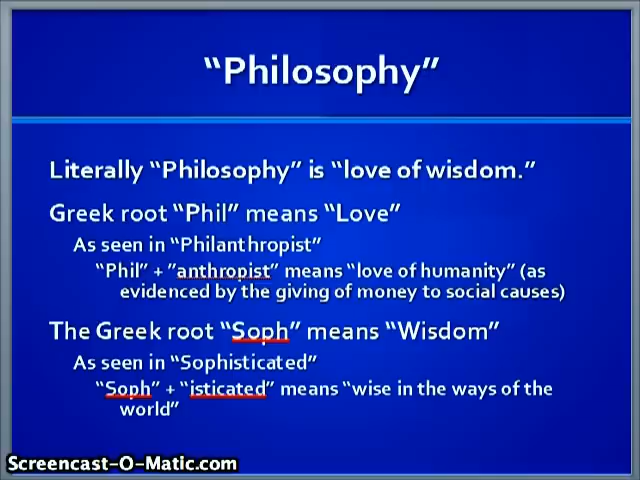 “Philosophy”
Literally “Philosophy” is “love of wisdom.”
Greek root “Phil” means “Love”
As seen in “Philanthropist”
“Phil” + ”anthropist” means “love of humanity” (as
evidenced by the giving of money to social causes)
The Greek root “Soph” means “Wisdom”
As seen in “Sophisticated”
“Soph” + “isticated” means “wise in the ways of the
world”
Screencast-O-Matic.com